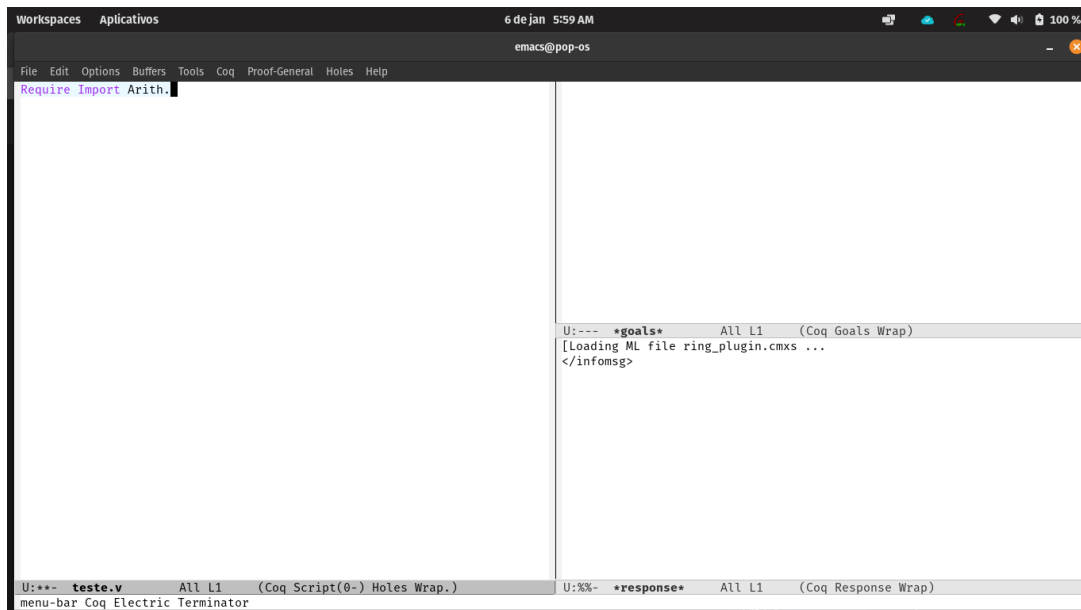 Workspaces Aplicativos 6 de jan 5:59 AM 100 %
emacs@pop-os
File Edit Options Buffers Tools Coq Proof-General Holes Help
Require Import Arith.
U:--- *goals* All L1 (Coq Goals Wrap)
[Loading ML file ring_plugin.cmxs ...
</infomsg>
U:**- teste.v All L1 (Coq Script(0-) Holes Wrap.)
U:%%- *response* All L1 (Coq Response Wrap)
menu-bar Coq Electric Terminator